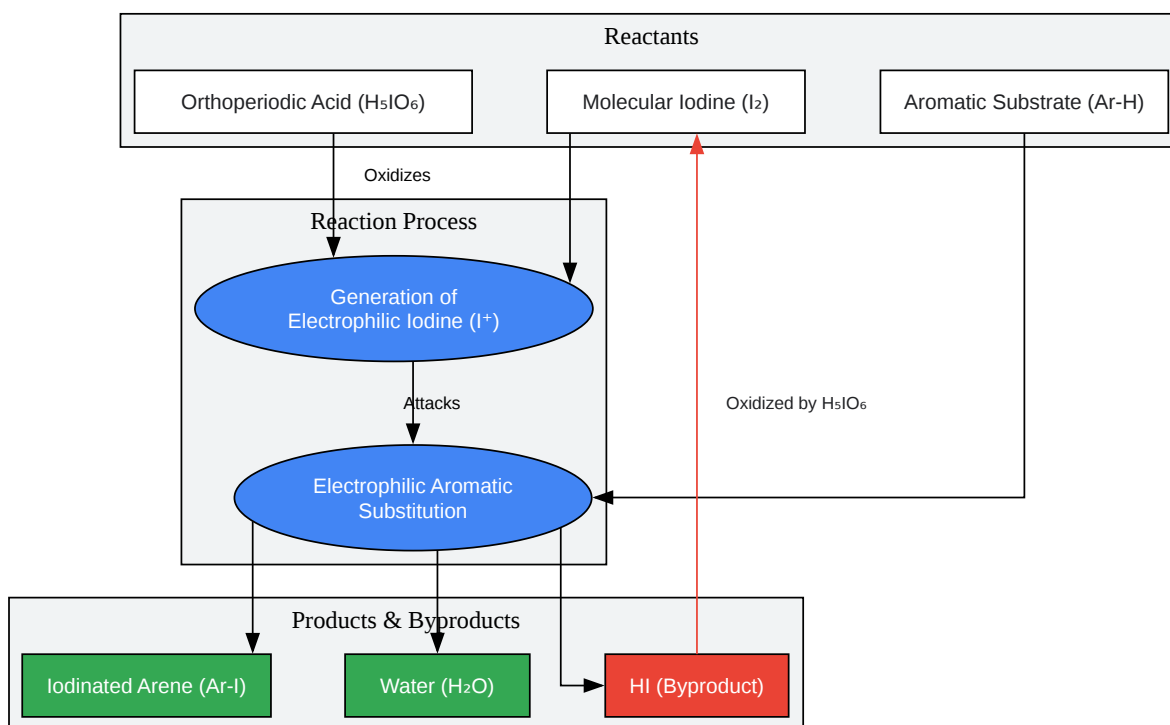 Reactants
Orthoperiodic Acid (H₅IO₆)
Molecular Iodine (I₂)
Aromatic Substrate (Ar-H)
Oxidizes
Reaction Process
Generation of
Electrophilic Iodine (I⁺)
Attacks
Oxidized by H₅IO₆
Electrophilic Aromatic
Substitution
Products & Byproducts
Iodinated Arene (Ar-I)
Water (H₂O)
HI (Byproduct)